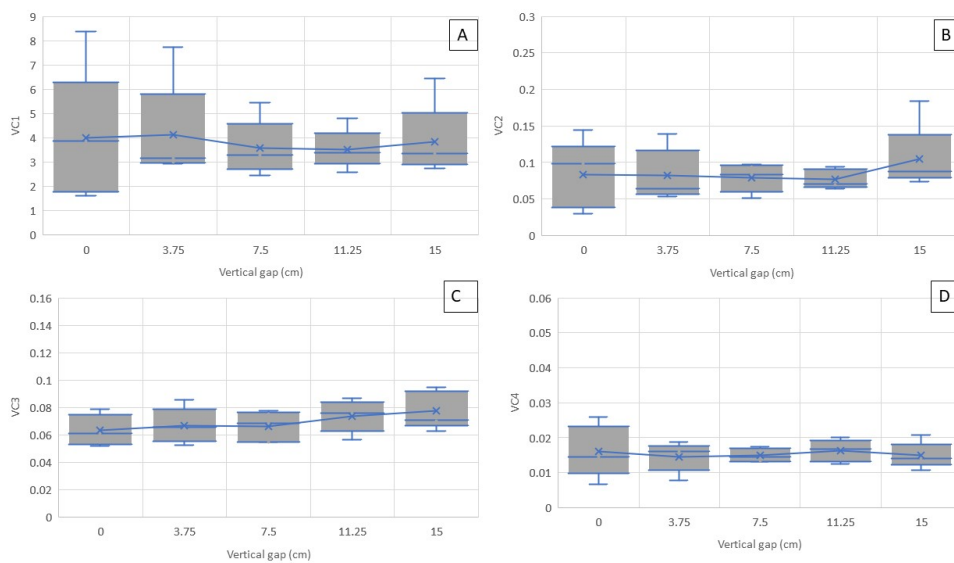 A
VC1
9
8
7
6
5
4
3
2
1
0
0 3.75 7.5 11.25 15
Vertical gap (cm)
B
VC2
0.3
0.25
0.2
0.15
0.1
0.05
0
0 3.75 7.5 11.25 15
Vertical gap (cm)
C
VC3
0.16
0.14
0.12
0.1
0.08
0.06
0.04
0.02
0
0 3.75 7.5 11.25 15
Vertical gap (cm)
D
VC4
0.06
0.05
0.04
0.03
0.02
0.01
0
0 3.75 7.5 11.25 15
Vertical gap (cm)